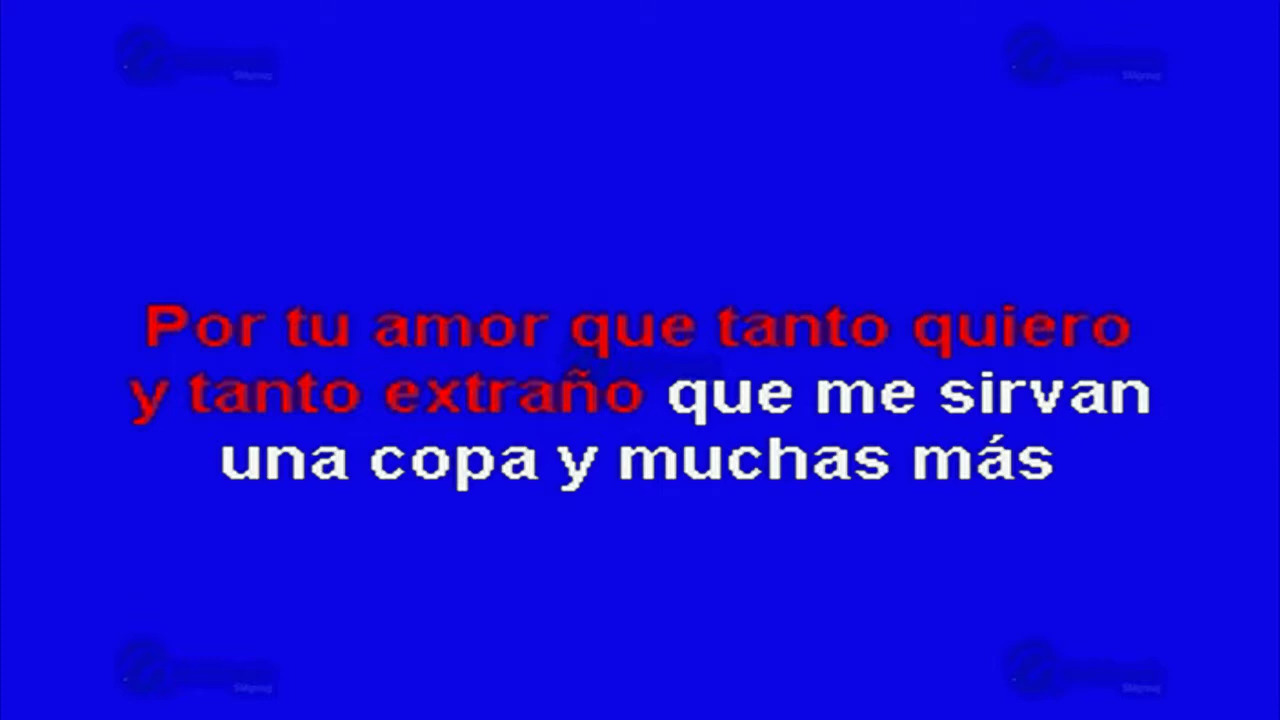 Por tu amor que tanto quiero
y tanto extraño que me sirvan
una copa y muchas más